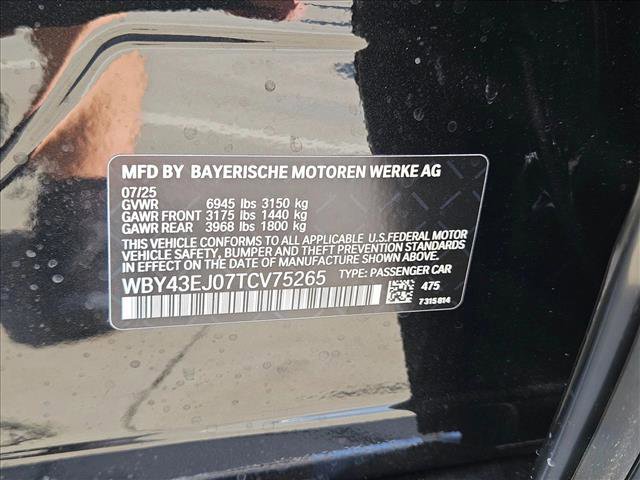 MFD BY BAYERISCHE MOTOREN WERKE AG
07/25
GVWR 6945 lbs 3150 kg
GAWR FRONT 3175 lbs 1440 kg
GAWR REAR 3968 lbs 1800 kg
THIS VEHICLE CONFORMS TO ALL APPLICABLE U.S.FEDERAL MOTOR
VEHICLE SAFETY, BUMPER AND THEFT PREVENTION STANDARDS
IN EFFECT ON THE DATE OF MANUFACTURE SHOWN ABOVE.
WBY43EJ07TCV75265 TYPE: PASSENGER CAR
475
7315814